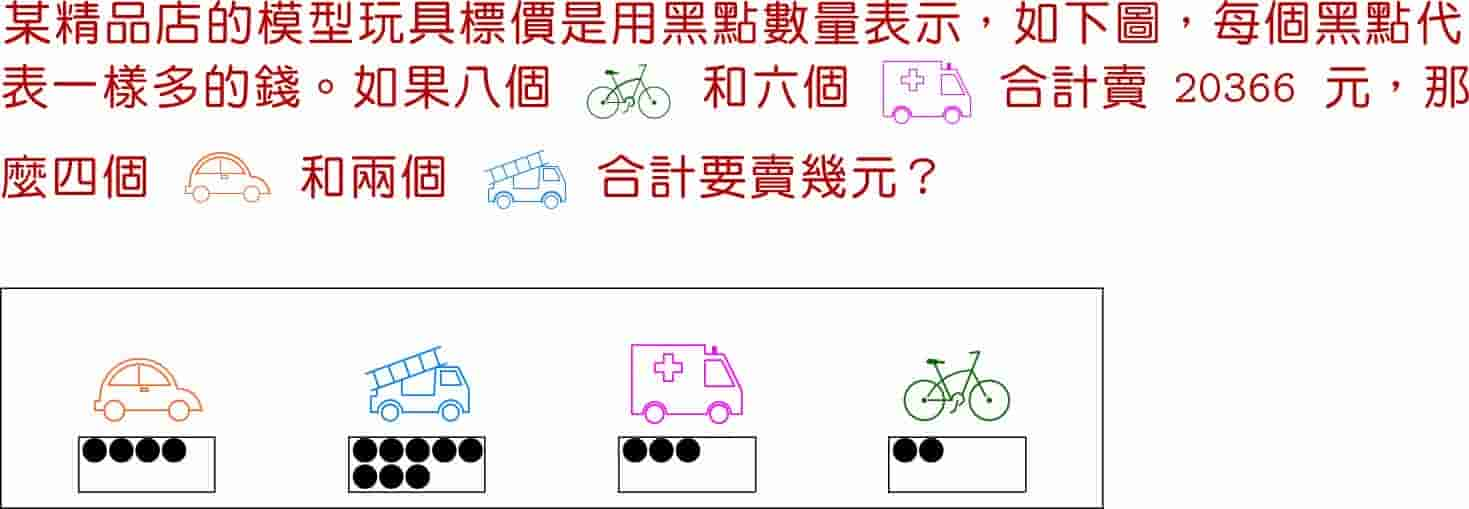 某精品店的模型玩具標價是用黑點數量表示，如下圖，每個黑點代
表一樣多的錢。如果八個 和六個 合計賣 20366 元，那
麼四個 和兩個 合計要賣幾元？